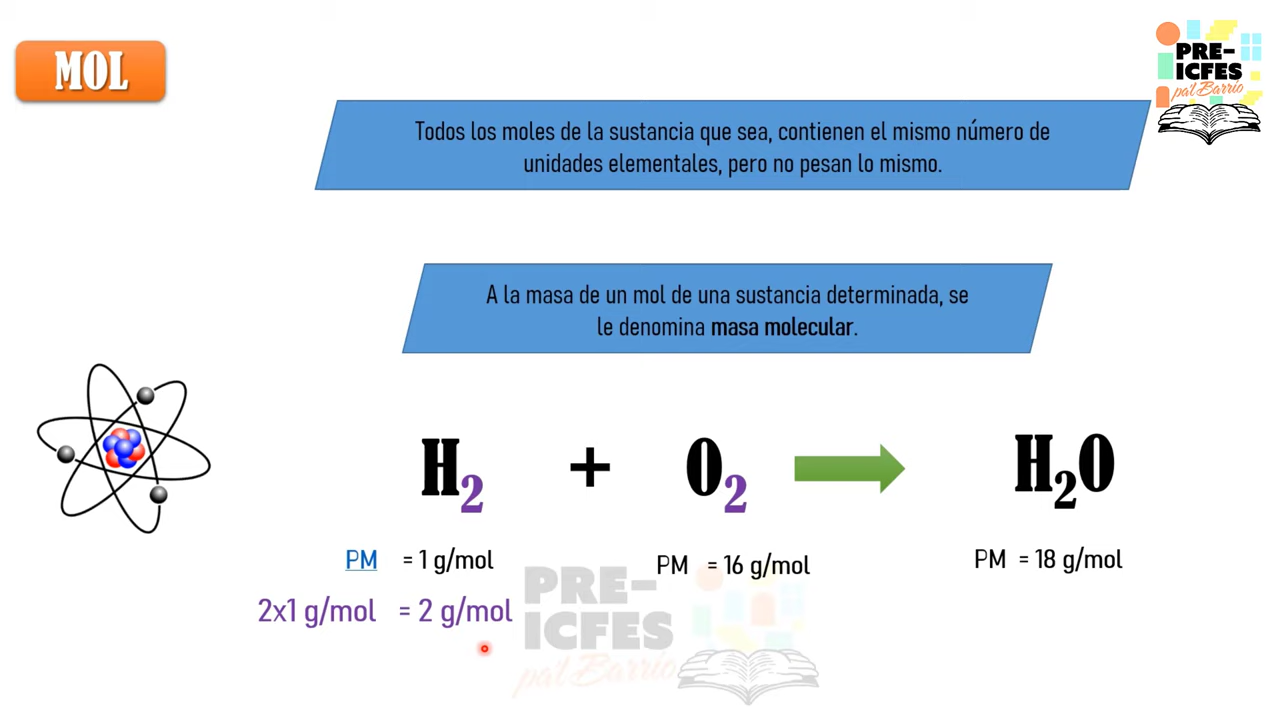 MOL
PRE-
ICFES
pa'l Barrio
Todos los moles de la sustancia que sea, contienen el mismo número de
unidades elementales, pero no pesan lo mismo.
A la masa de un mol de una sustancia determinada, se
le denomina masa molecular.
H₂ + O₂ H₂O
PM = 1 g/mol PM = 16 g/mol PM = 18 g/mol
2x1 g/mol = 2 g/mol
PRE-
ICFES
pa'l Barrio